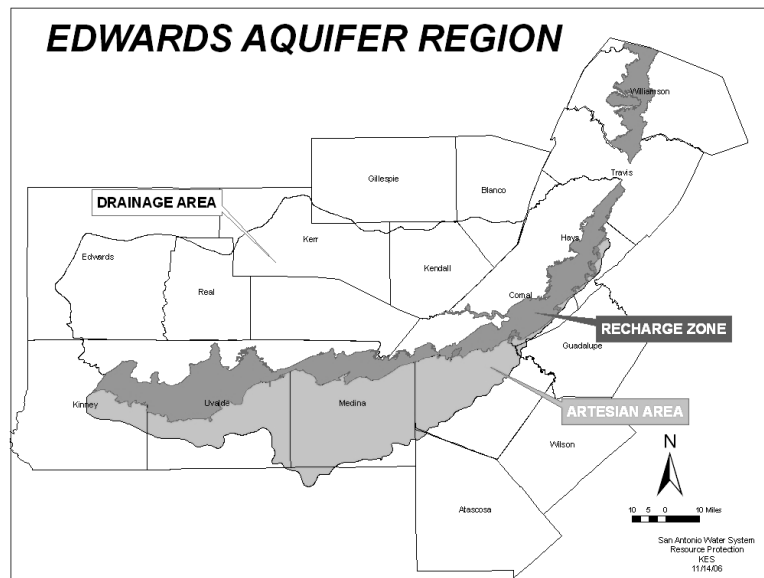 EDWARDS AQUIFER REGION
Williamson
Travis
Gillespie
Blanco
DRAINAGE AREA
Kerr
Hays
Edwards
Kendall
Real
Comal
RECHARGE ZONE
Guadalupe
Kinney
Uvalde
Medina
ARTESIAN AREA
Wilson
N
Atascosa
10 5 0 10 Miles
San Antonio Water System
Resource Protection
KES
11/14/06